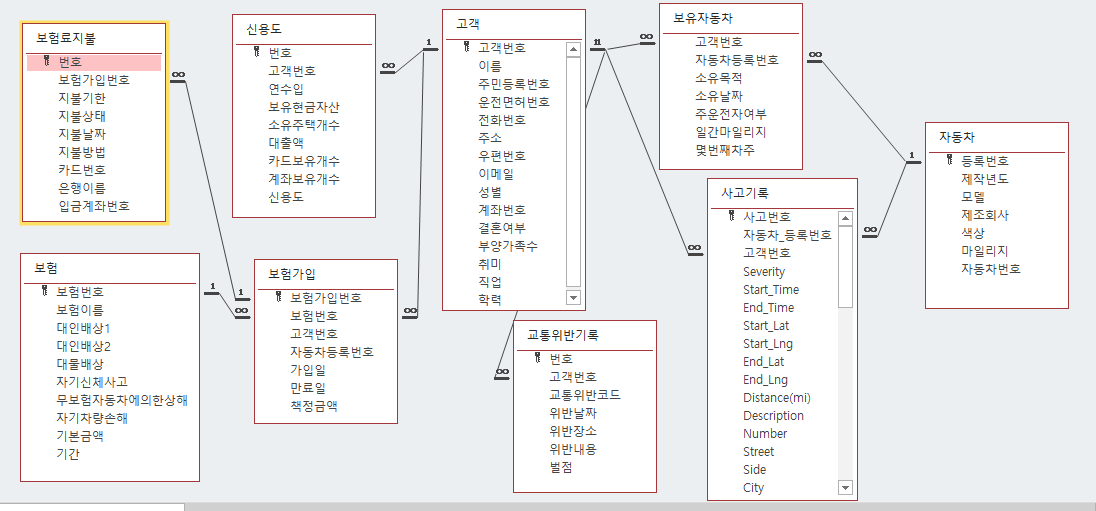 보험료지불
번호
보험가입번호
지불기한
지불상태
지불날짜
지불방법
카드번호
은행이름
입금계좌번호
신용도
번호
고객번호
연수입
보유현금자산
소유주택개수
대출액
카드보유개수
계좌보유개수
신용도
고객
고객번호
이름
주민등록번호
운전면허번호
전화번호
주소
우편번호
이메일
성별
계좌번호
결혼여부
부양가족수
취미
직업
학력
보유자동차
고객번호
자동차등록번호
소유목적
소유날짜
주운전자여부
일간마일리지
몇번째차주
자동차
등록번호
제작년도
모델
제조회사
색상
마일리지
자동차번호
보험
보험번호
보험이름
대인배상1
대인배상2
대물배상
자기신체사고
무보험자동차에의한상해
자기차량손해
기본금액
기간
보험가입
보험가입번호
보험번호
고객번호
자동차등록번호
가입일
만료일
책정금액
교통위반기록
번호
고객번호
교통위반코드
위반날짜
위반장소
위반내용
벌점
사고기록
사고번호
자동차_등록번호
고객번호
Severity
Start_Time
End_Time
Start_Lat
Start_Lng
End_Lat
End_Lng
Distance(mi)
Description
Number
Street
Side
City
∞
1
∞
1
∞
∞
1
∞
11
∞
∞
∞
∞
1
∞